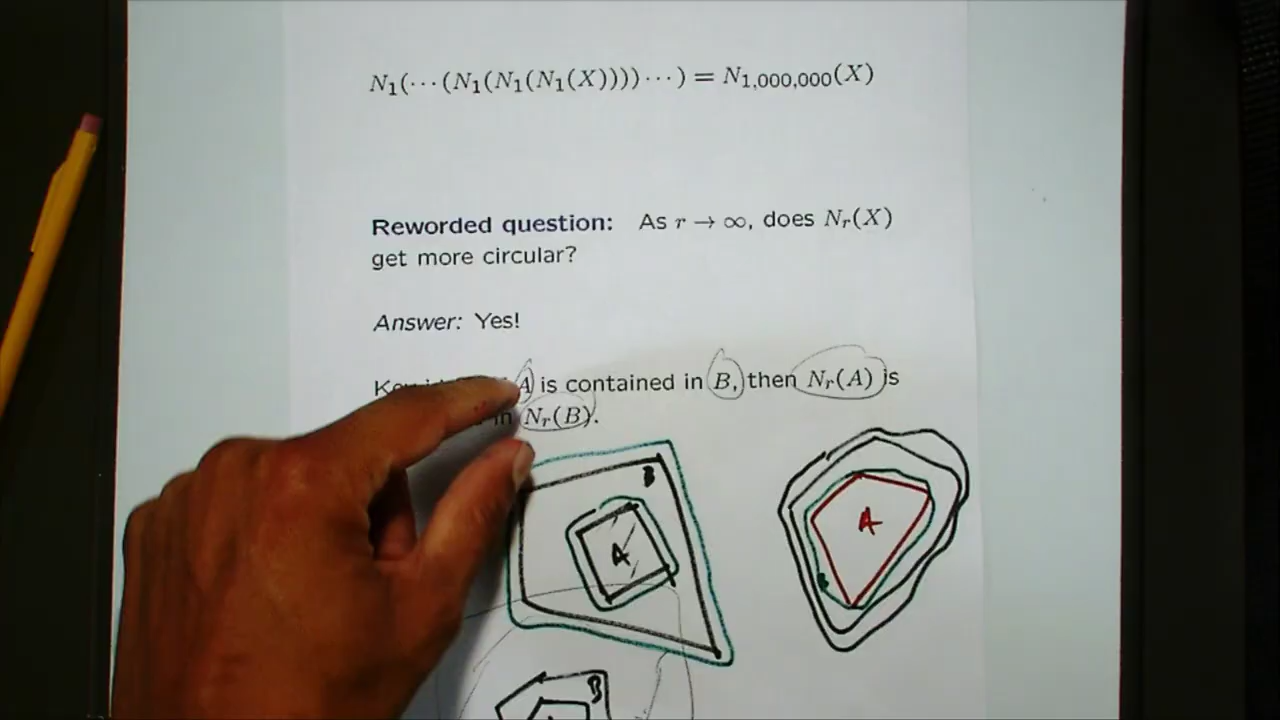 N₁(⋯(N₁(N₁(N₁(X))))⋯) = N₁,₀₀₀,₀₀₀(X)
Reworded question: As r → ∞, does Nᵣ(X)
get more circular?
Answer: Yes!
A is contained in B, then Nᵣ(A) is
in Nᵣ(B).
B
A
A
B